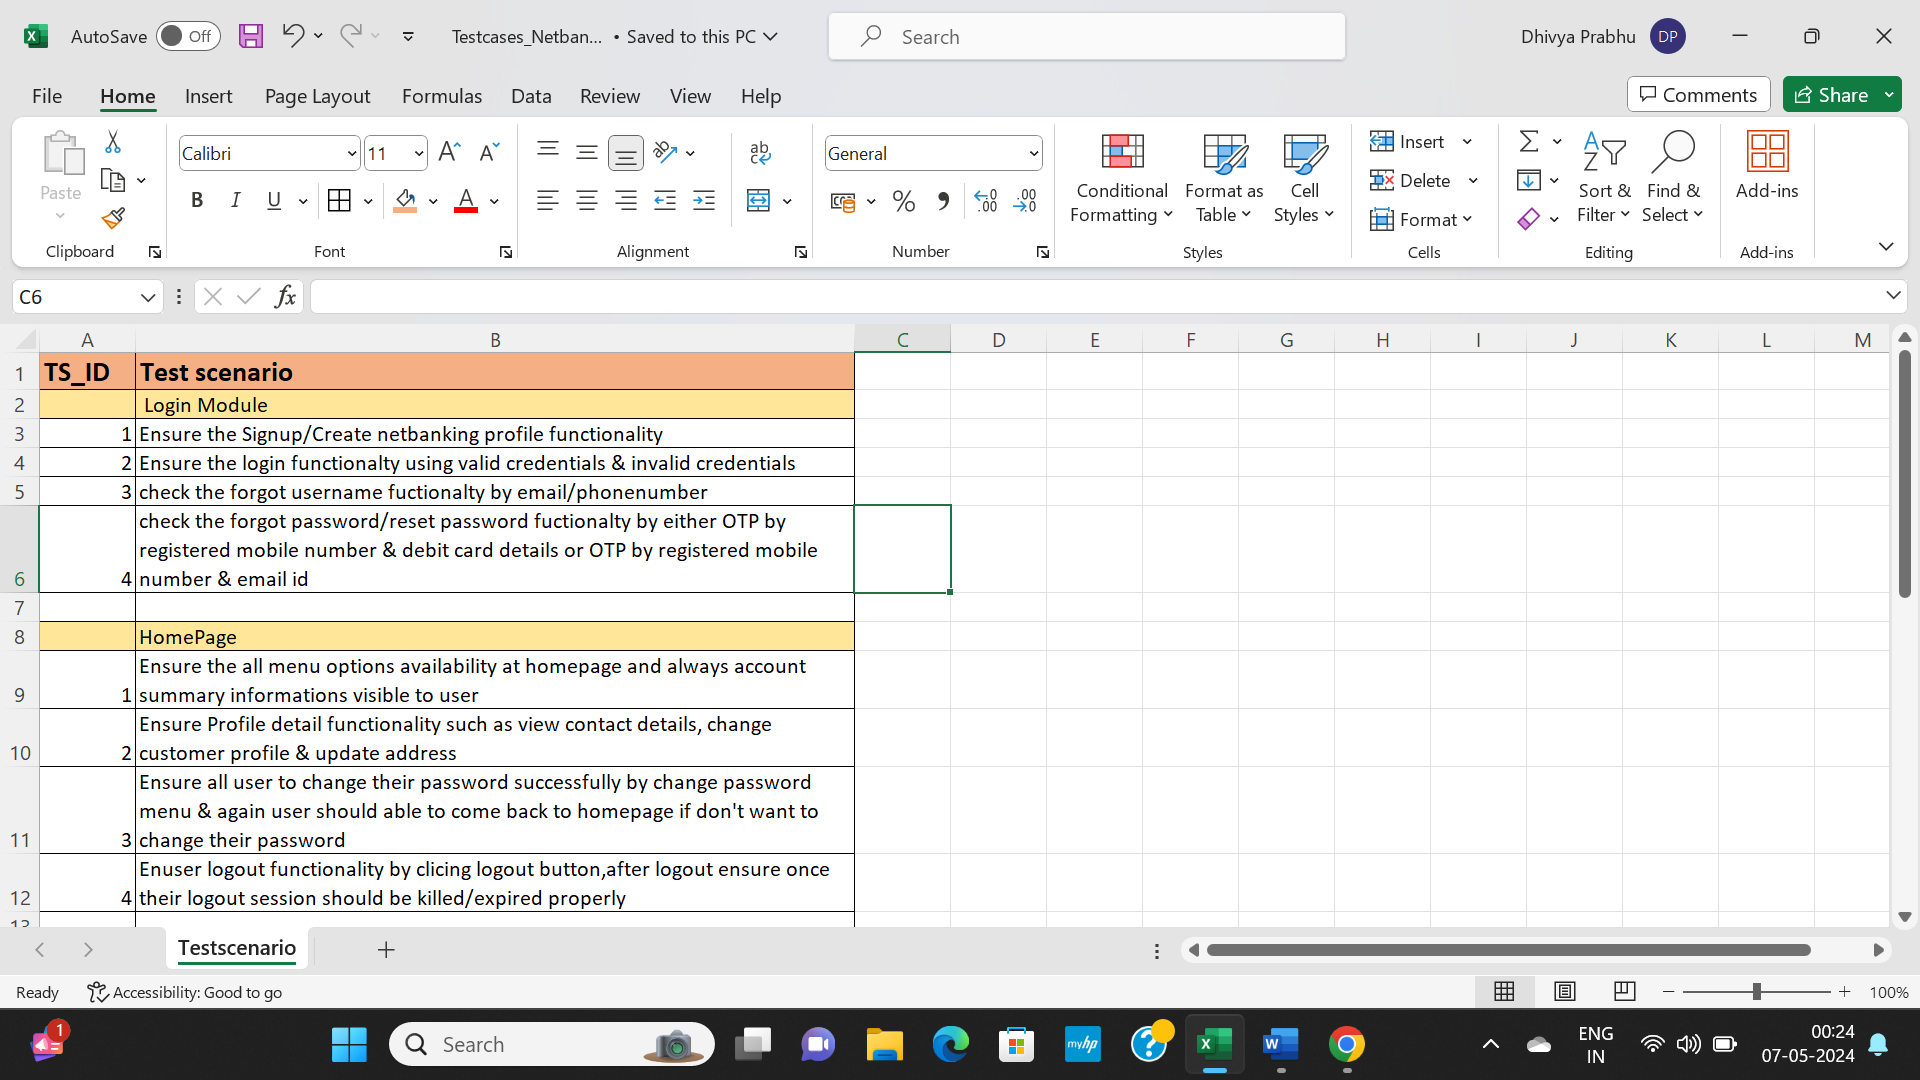 AutoSave Off Testcases_Netban... • Saved to this PC Search Dhivya Prabhu DP
File Home Insert Page Layout Formulas Data Review View Help Comments Share
Paste Calibri 11 General Conditional Formatting Format as Table Cell Styles Insert Delete Format Sort & Filter Find & Select Add-ins
Clipboard Font Alignment Number Styles Cells Editing Add-ins
C6 fx
A B C D E F G H I J K L M
1 TS_ID Test scenario
2 Login Module
3 1 Ensure the Signup/Create netbanking profile functionality
4 2 Ensure the login functionalty using valid credentials & invalid credentials
5 3 check the forgot username fuctionalty by email/phonenumber
check the forgot password/reset password fuctionalty by either OTP by
registered mobile number & debit card details or OTP by registered mobile
6 4 number & email id
7
8 HomePage
Ensure the all menu options availability at homepage and always account
9 1 summary informations visible to user
Ensure Profile detail functionality such as view contact details, change
10 2 customer profile & update address
Ensure all user to change their password successfully by change password
menu & again user should able to come back to homepage if don't want to
11 3 change their password
Enuser logout functionality by clicing logout button,after logout ensure once
12 4 their logout session should be killed/expired properly
13
Testscenario
Ready Accessibility: Good to go 100%
1 Search myhp ENG 00:24
IN 07-05-2024